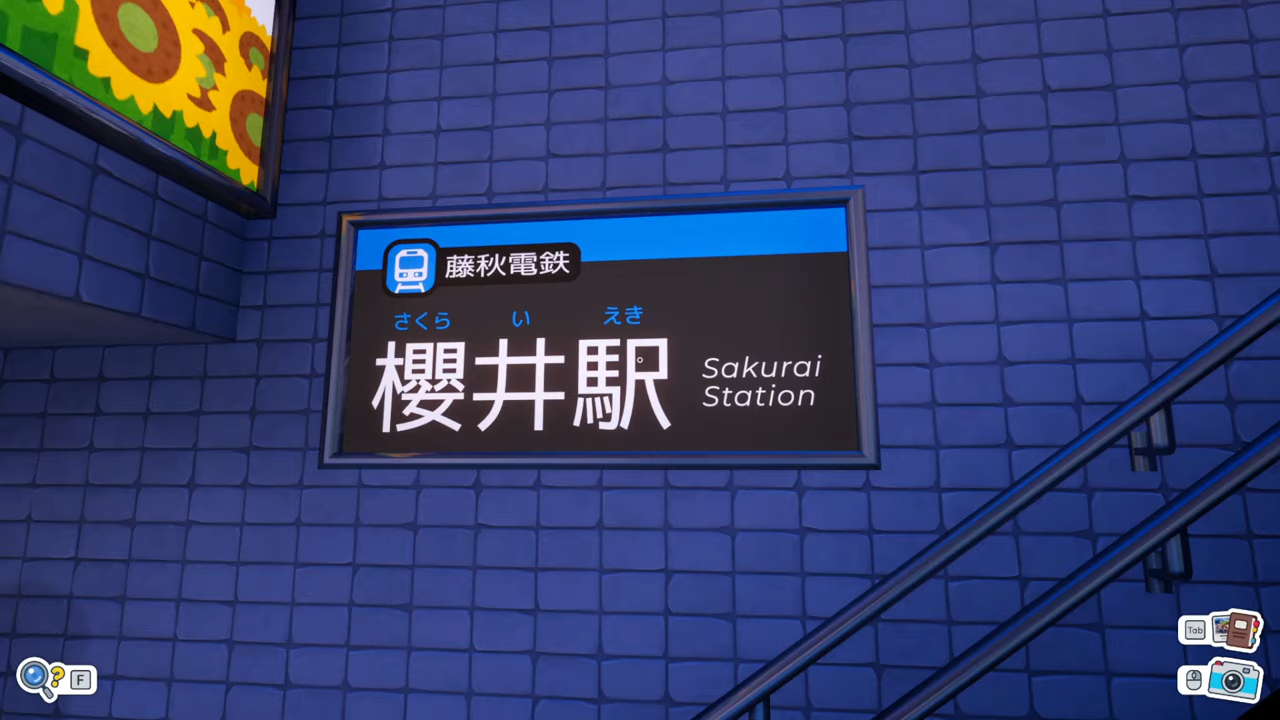 藤秋電鉄
さくら い えき
櫻井駅
Sakurai
Station
Tab
F